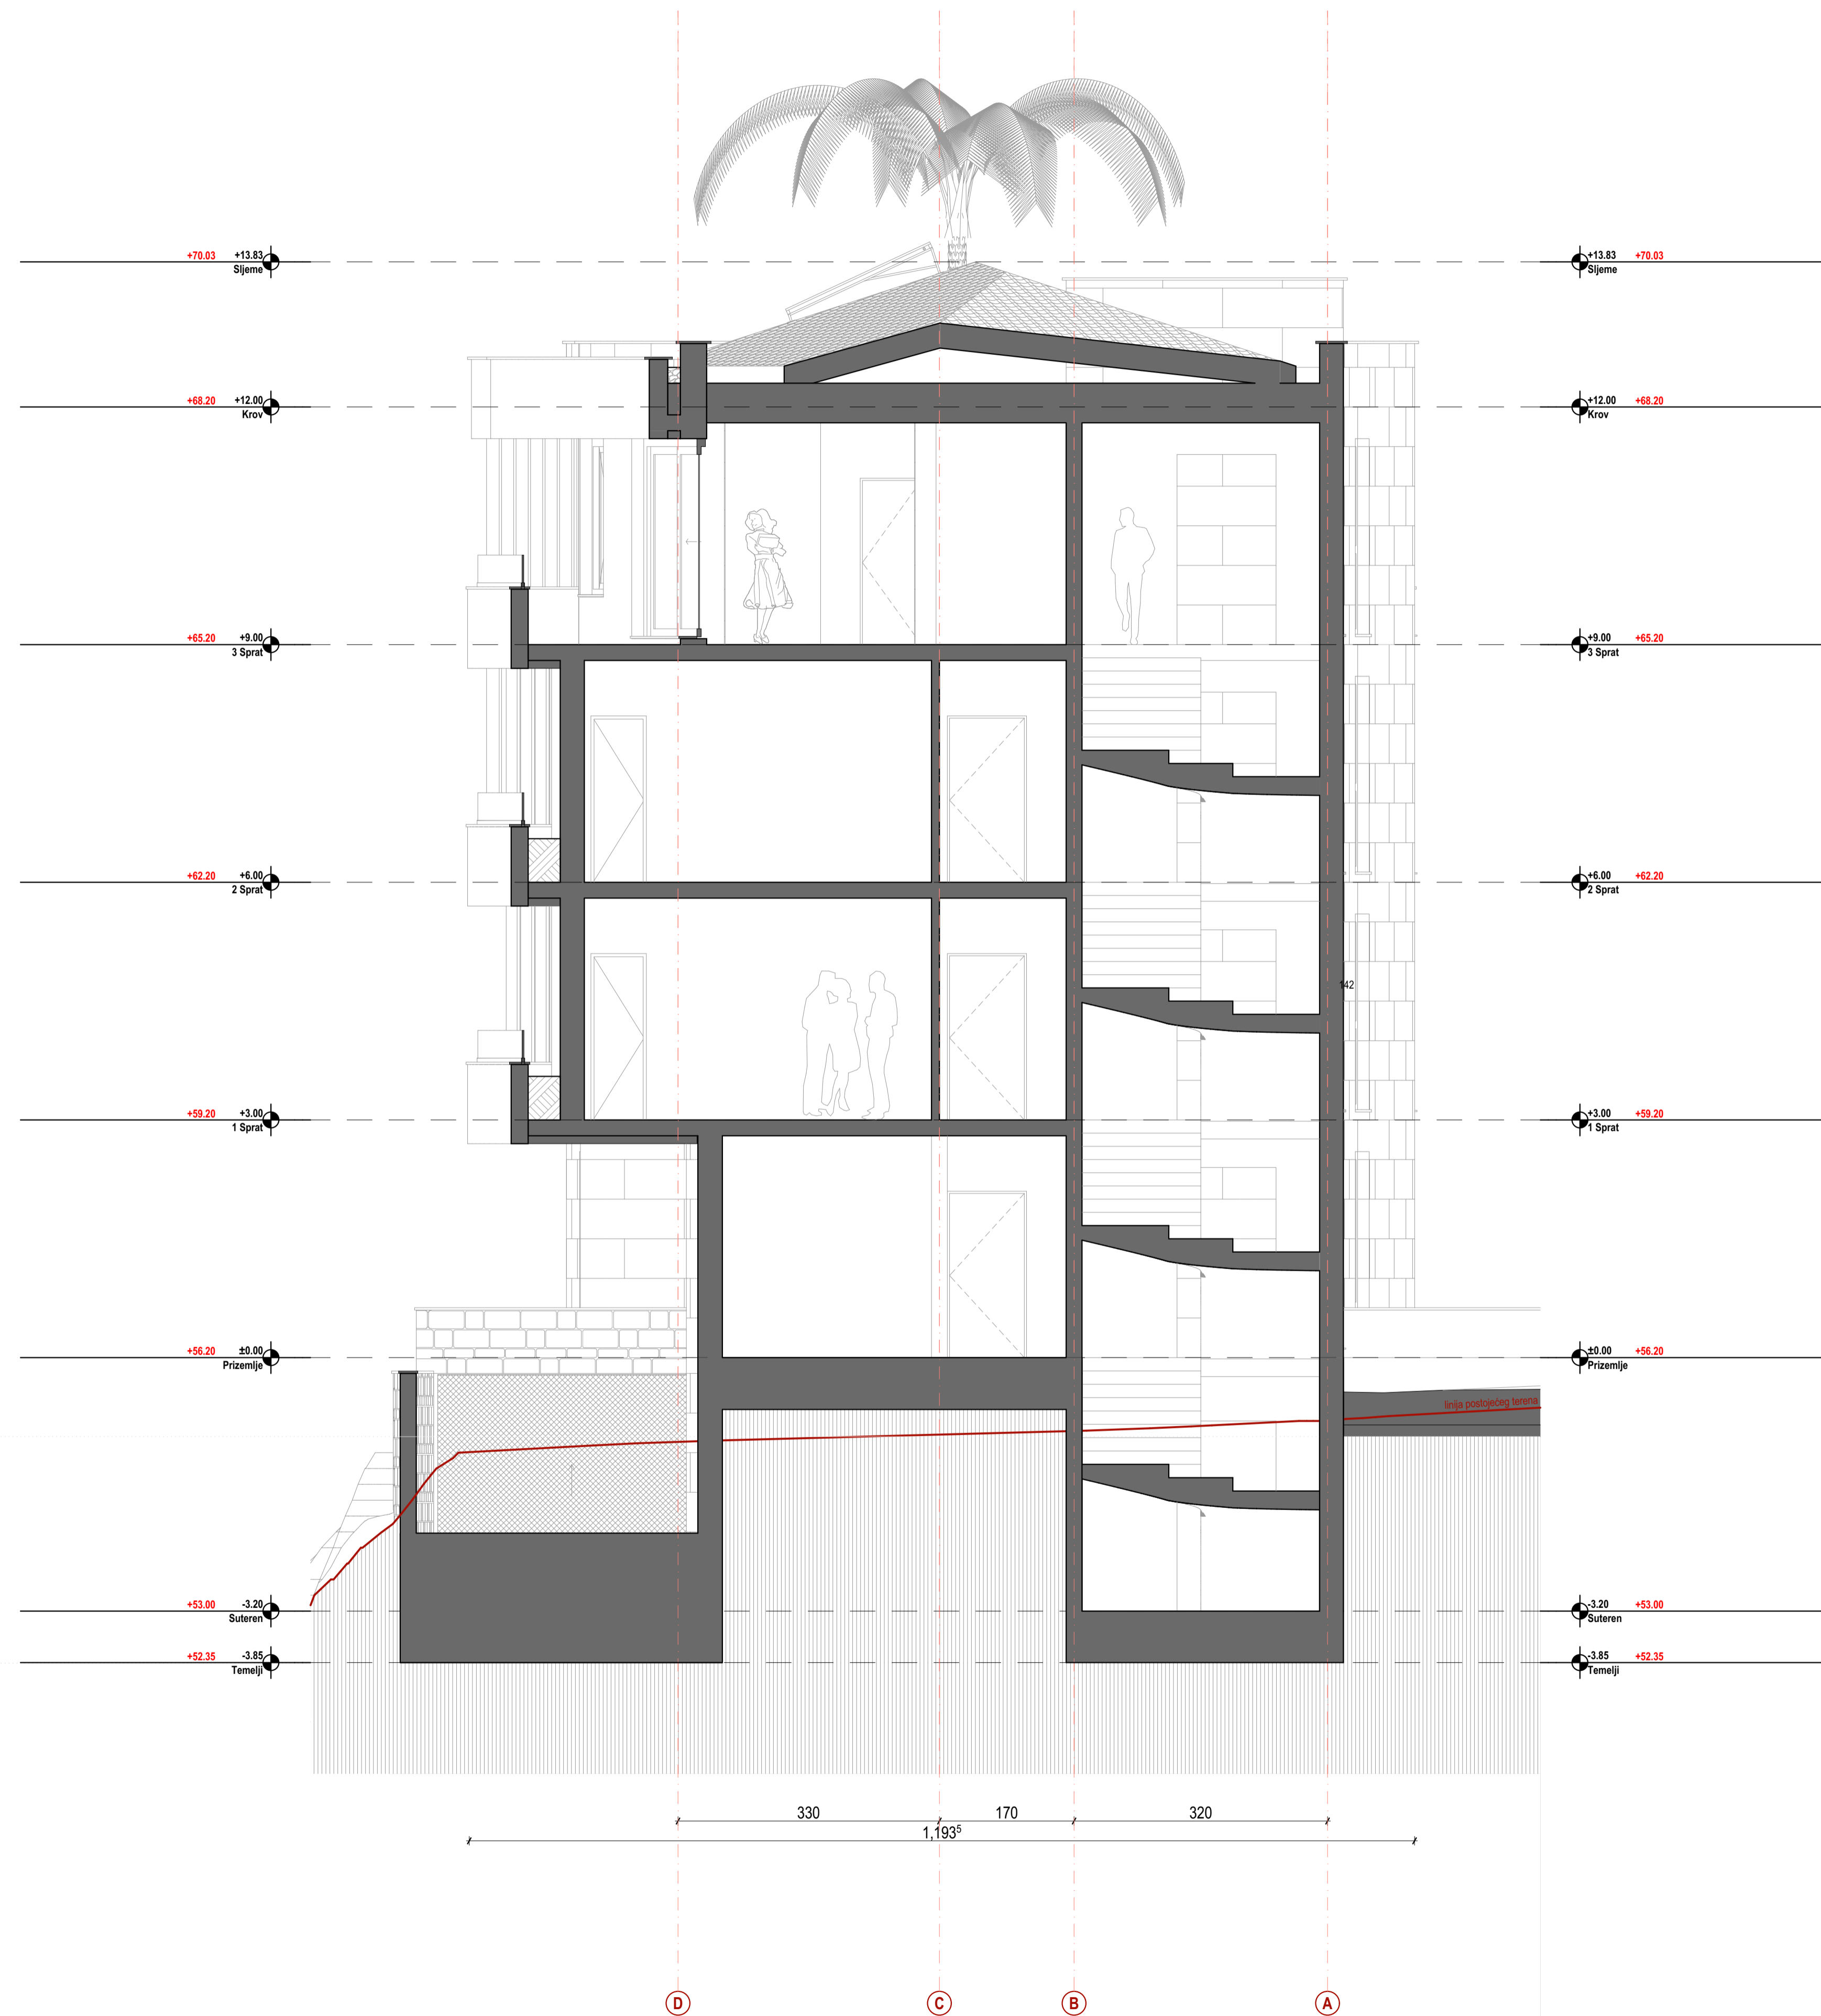 +70.03 +13.83
Sljeme
+13.83 +70.03
Sljeme
+68.20 +12.00
Krov
+12.00 +68.20
Krov
+65.20 +9.00
3 Sprat
+9.00 +65.20
3 Sprat
+62.20 +6.00
2 Sprat
+6.00 +62.20
2 Sprat
142
+59.20 +3.00
1 Sprat
+3.00 +59.20
1 Sprat
+56.20 ±0.00
Prizemlje
±0.00 +56.20
Prizemlje
linija postojećeg terena
+53.00 -3.20
Suteren
-3.20 +53.00
Suteren
+52.35 -3.85
Temelji
-3.85 +52.35
Temelji
330 170 320
1,193⁵
D C B A